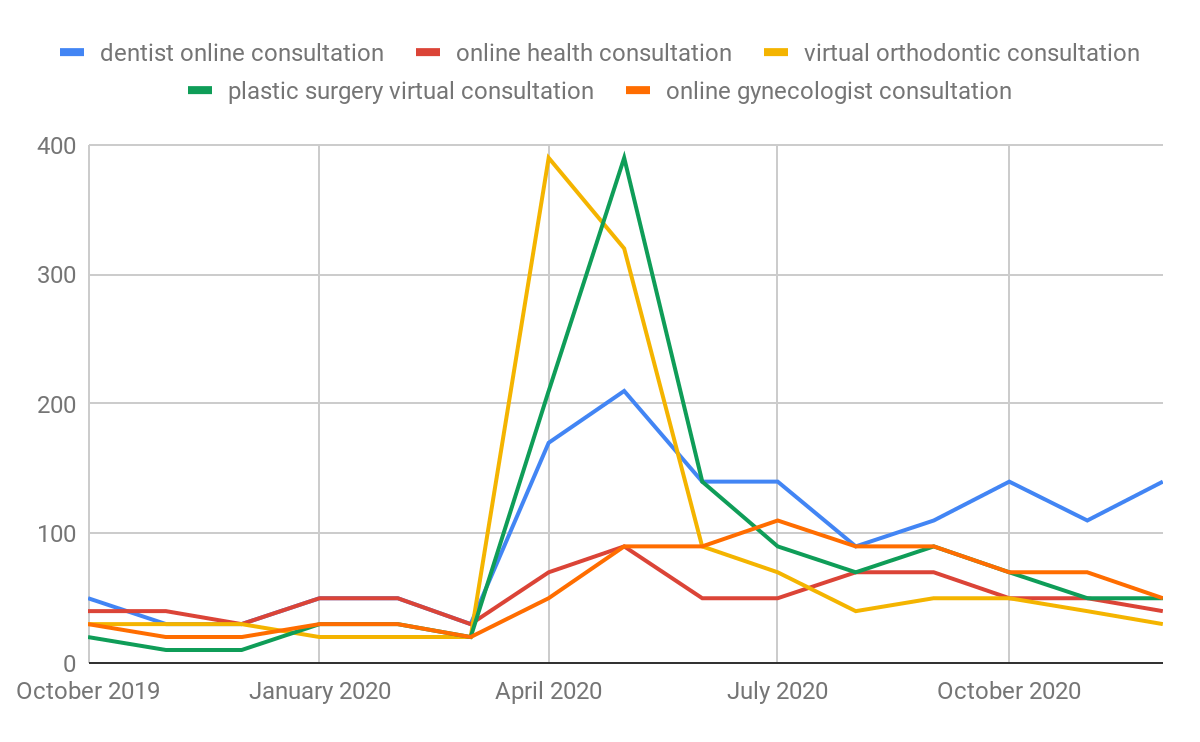 dentist online consultation online health consultation virtual orthodontic consultation
plastic surgery virtual consultation online gynecologist consultation
400
300
200
100
0
October 2019 January 2020 April 2020 July 2020 October 2020